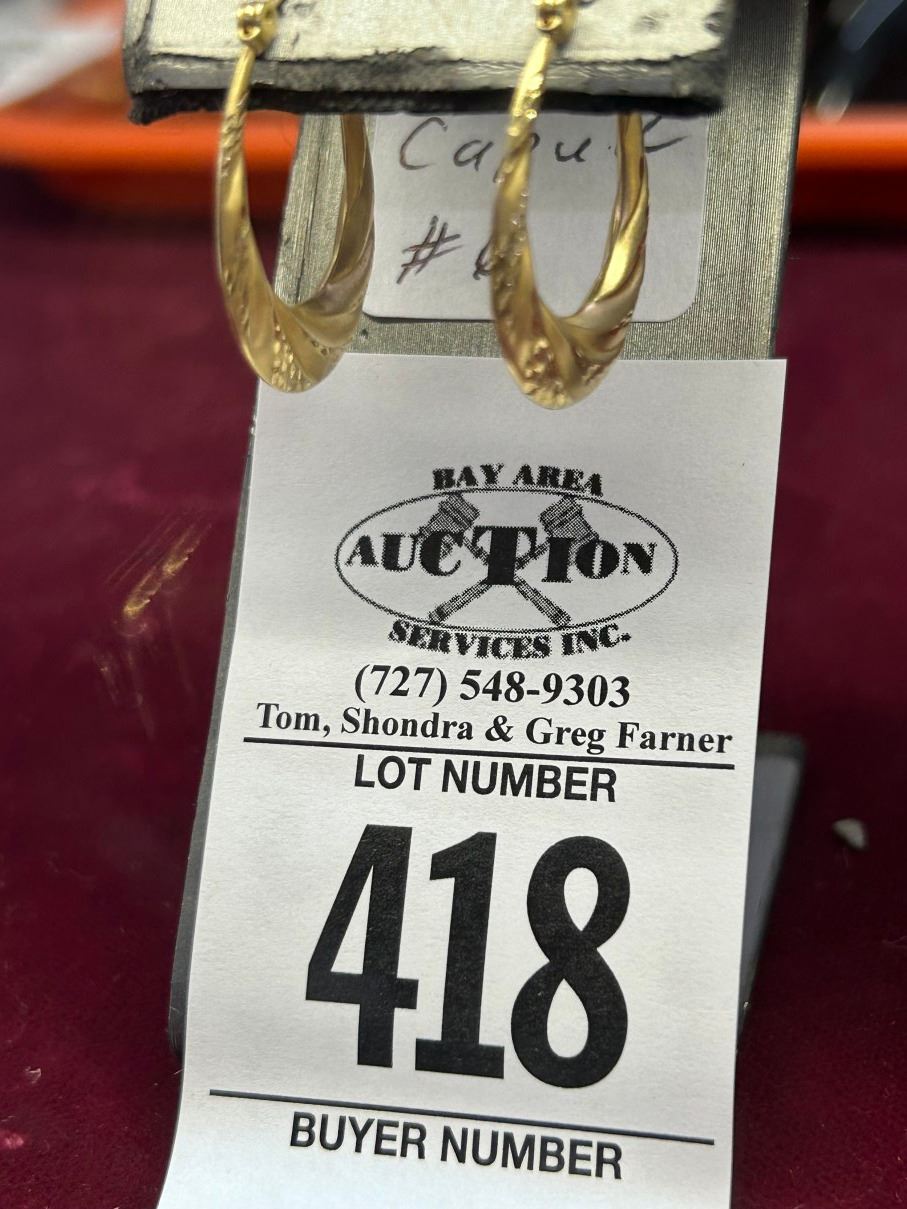 #
BAY AREA
AUCTION
SERVICES INC.
(727) 548-9303
Tom, Shondra & Greg Farner
LOT NUMBER
418
BUYER NUMBER